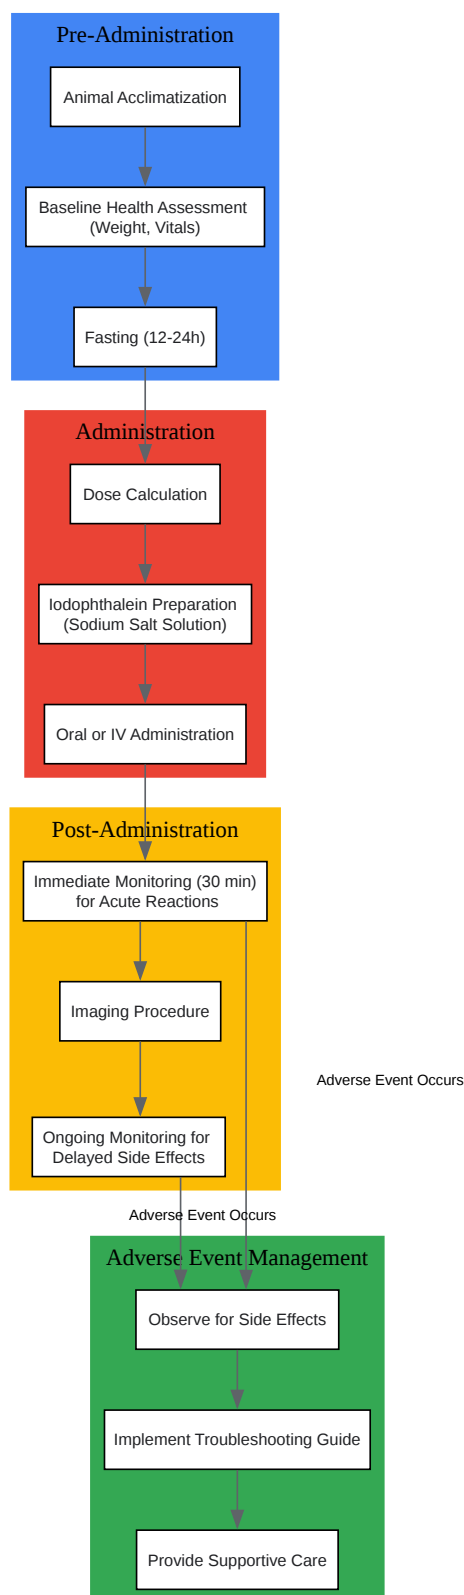 Pre-Administration
Animal Acclimatization
Baseline Health Assessment
(Weight, Vitals)
Fasting (12-24h)
Administration
Dose Calculation
Iodophthalein Preparation
(Sodium Salt Solution)
Oral or IV Administration
Post-Administration
Immediate Monitoring (30 min)
for Acute Reactions
Imaging Procedure
Adverse Event Occurs
Ongoing Monitoring for
Delayed Side Effects
Adverse Event Occurs
Adverse Event Management
Observe for Side Effects
Implement Troubleshooting Guide
Provide Supportive Care